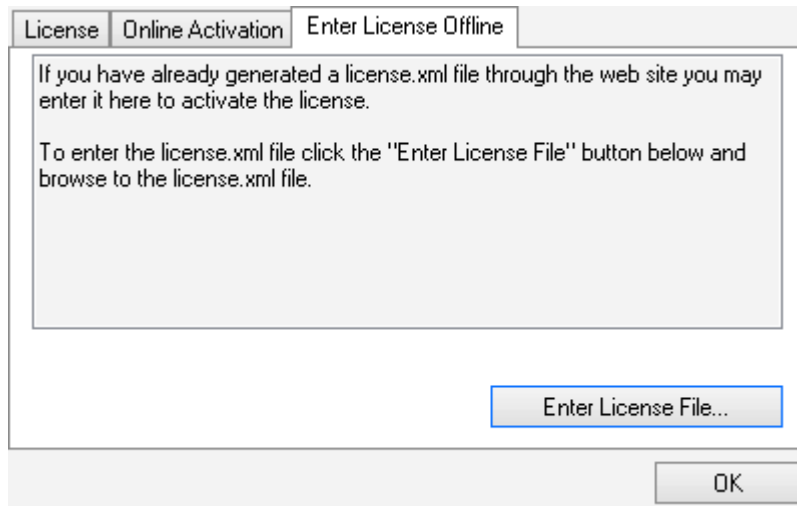 License
Online Activation
Enter License Offline
If you have already generated a license.xml file through the web site you may
enter it here to activate the license.
To enter the license.xml file click the "Enter License File" button below and
browse to the license.xml file.
Enter License File...
OK